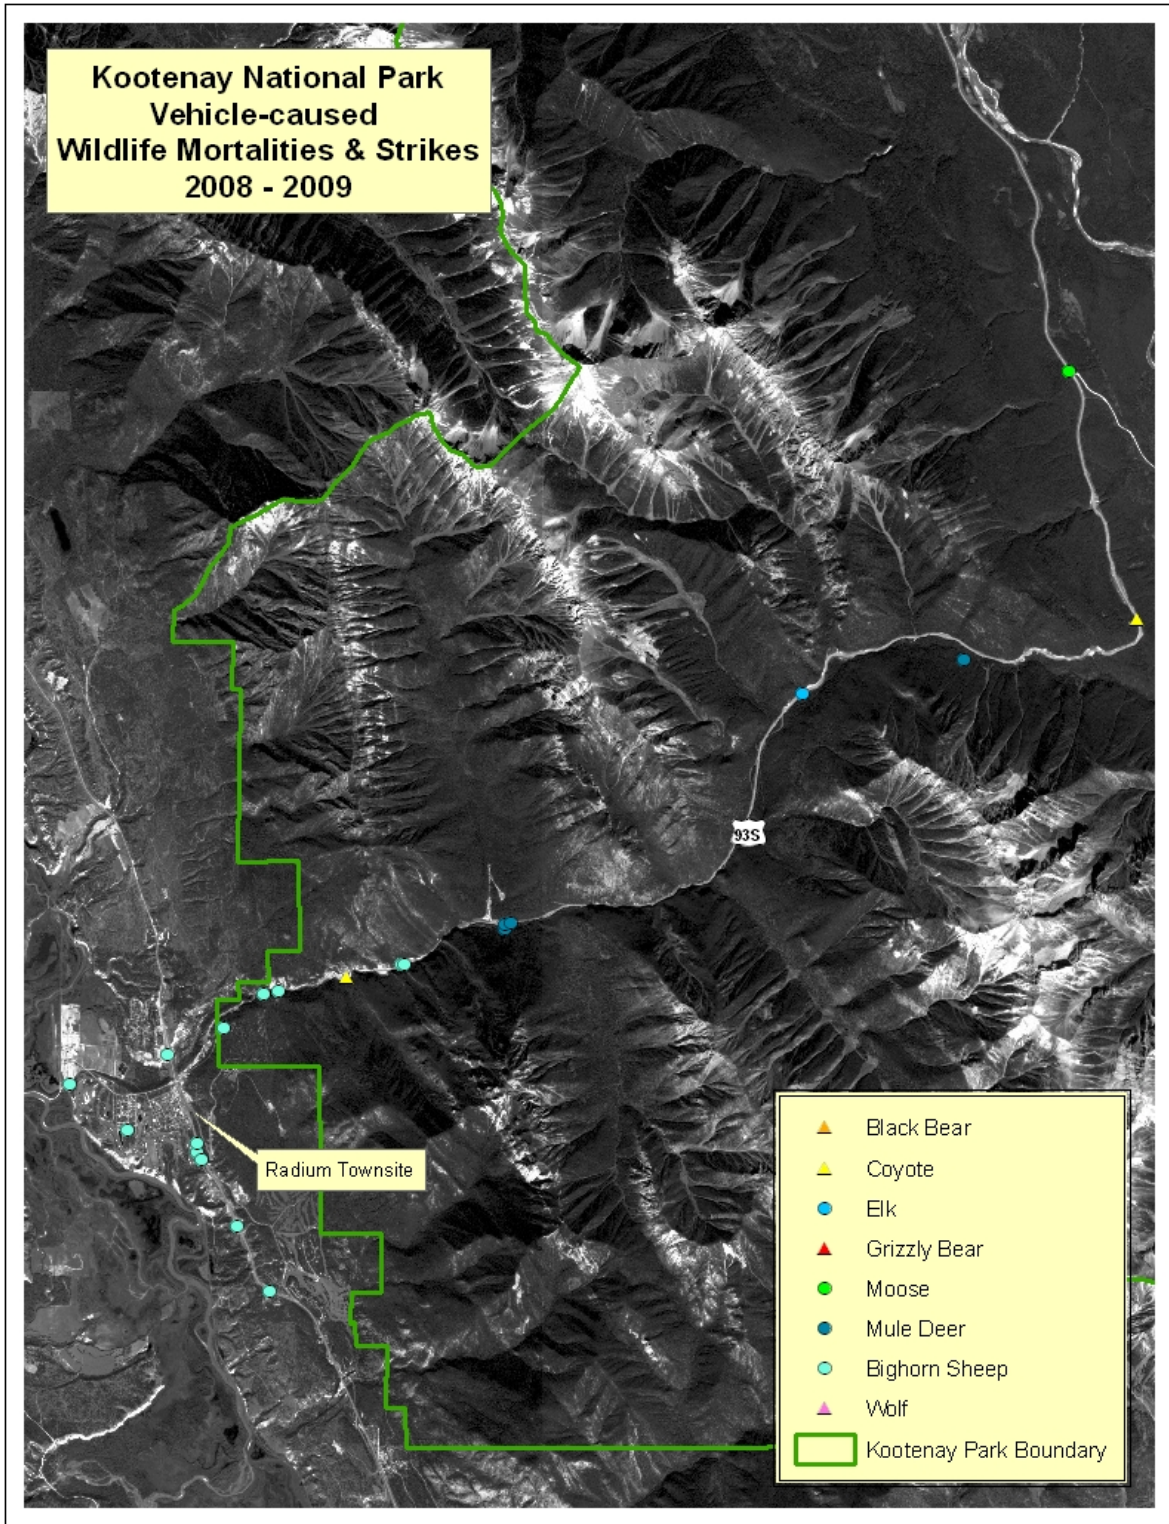 Kootenay National Park
Vehicle-caused
Wildlife Mortalities & Strikes
2008 - 2009
93S
Radium Townsite
Black Bear
Coyote
Elk
Grizzly Bear
Moose
Mule Deer
Bighorn Sheep
Wolf
Kootenay Park Boundary